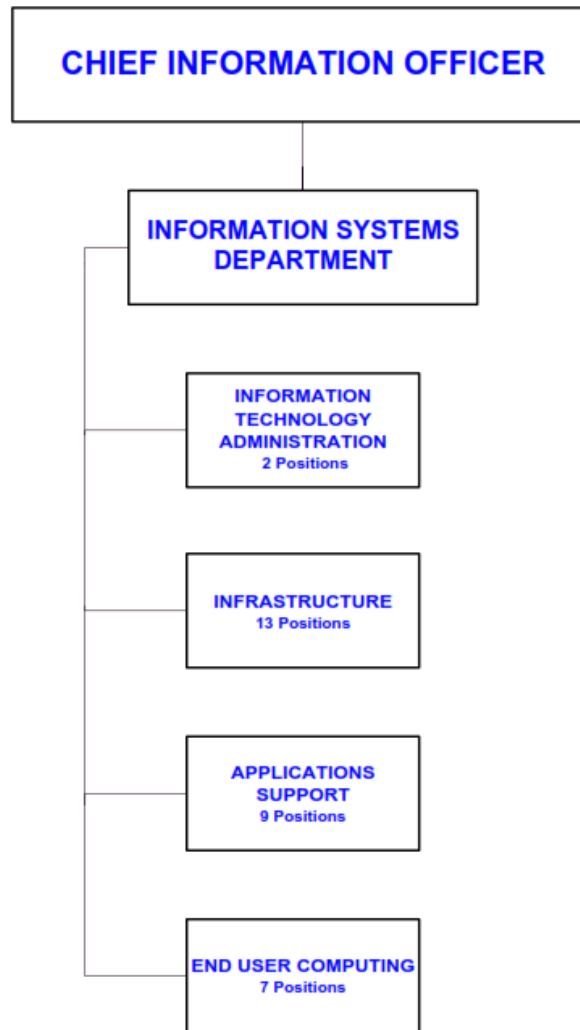 CHIEF INFORMATION OFFICER
INFORMATION SYSTEMS
DEPARTMENT
INFORMATION
TECHNOLOGY
ADMINISTRATION
2 Positions
INFRASTRUCTURE
13 Positions
APPLICATIONS
SUPPORT
9 Positions
END USER COMPUTING
7 Positions